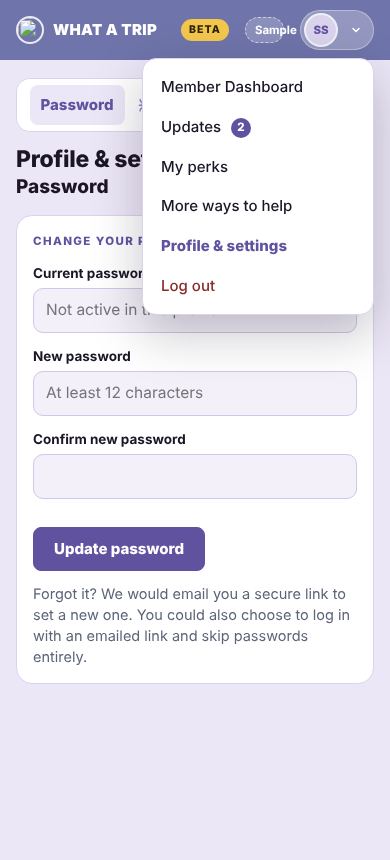 WHAT A TRIP
BETA
Sample
SS
Member Dashboard
Updates 2
My perks
More ways to help
Profile & settings
Log out
Password
Profile & se
Password
CHANGE YOUR
Current passwor
Not active in
New password
At least 12 characters
Confirm new password
Update password
Forgot it? We would email you a secure link to
set a new one. You could also choose to log in
with an emailed link and skip passwords
entirely.